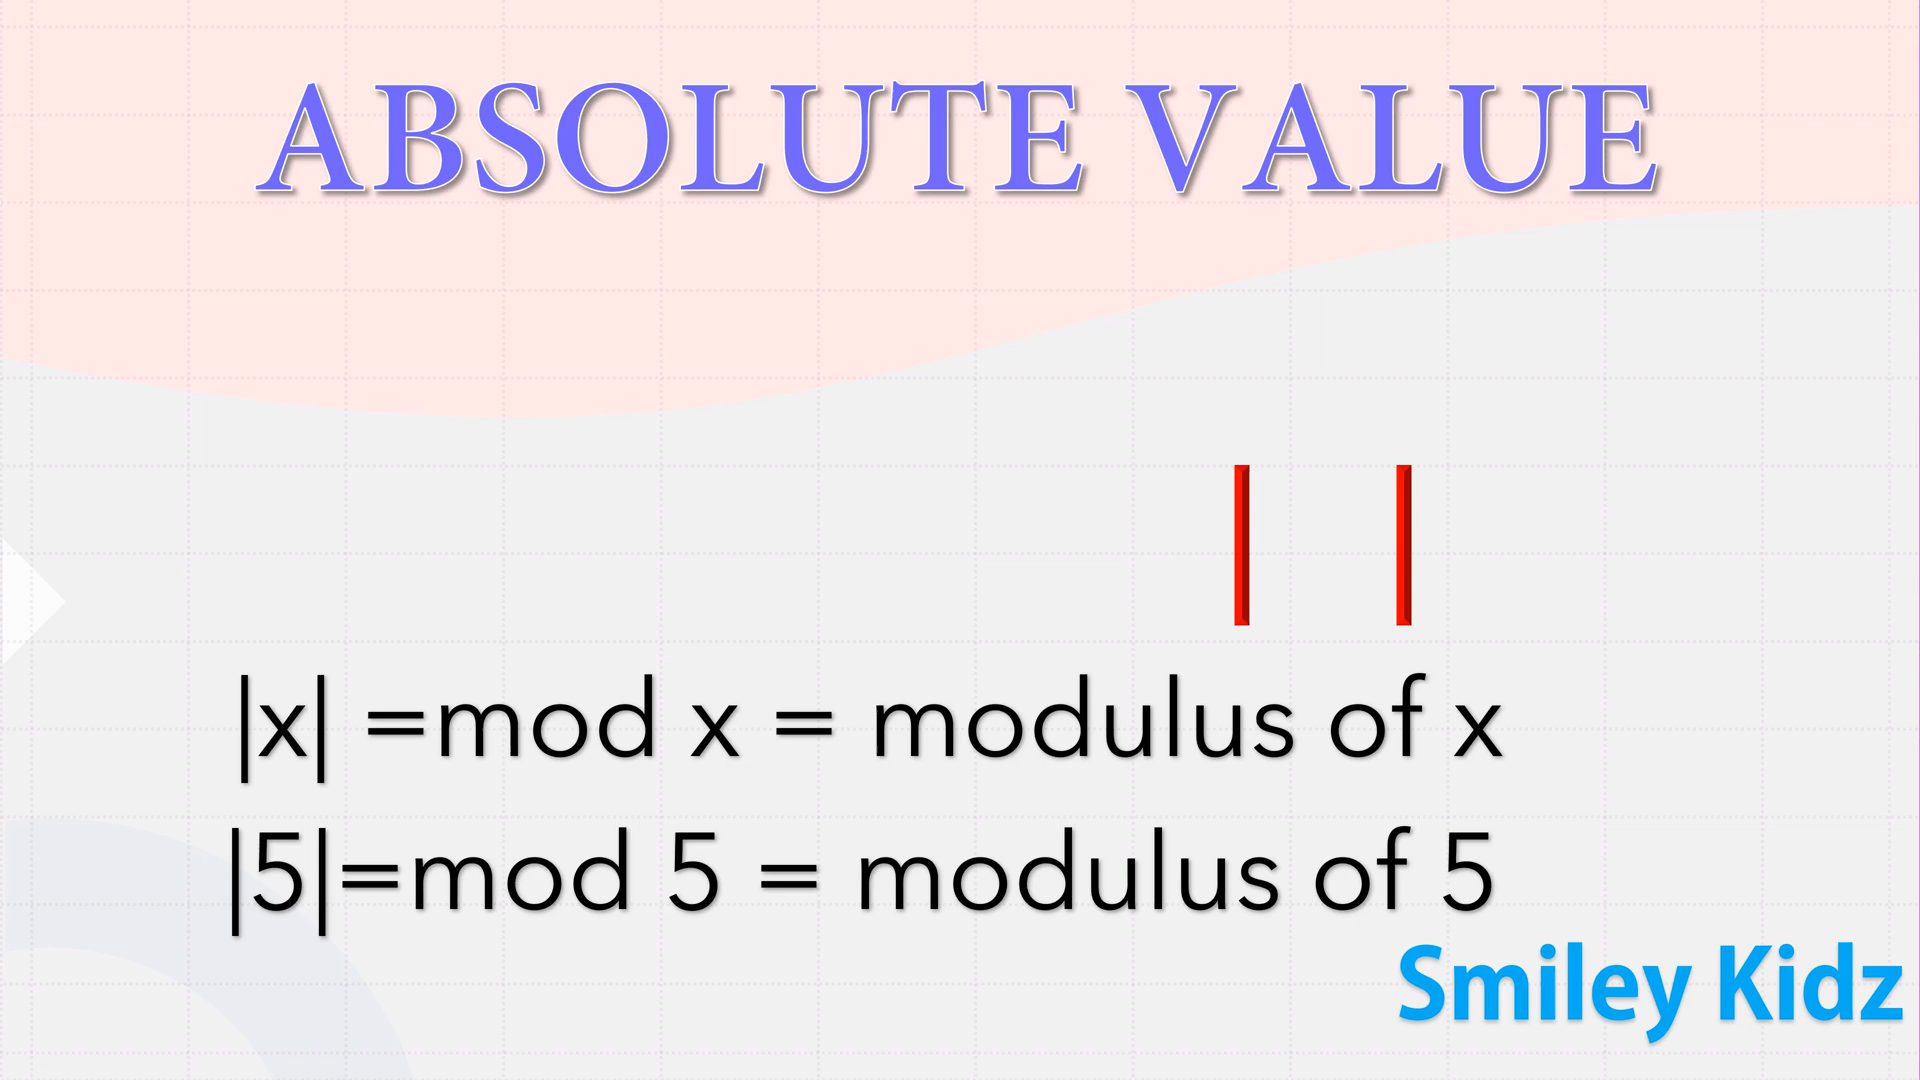 ABSOLUTE VALUE
| |
|x| =mod x = modulus of x
|5|=mod 5 = modulus of 5
Smiley Kidz